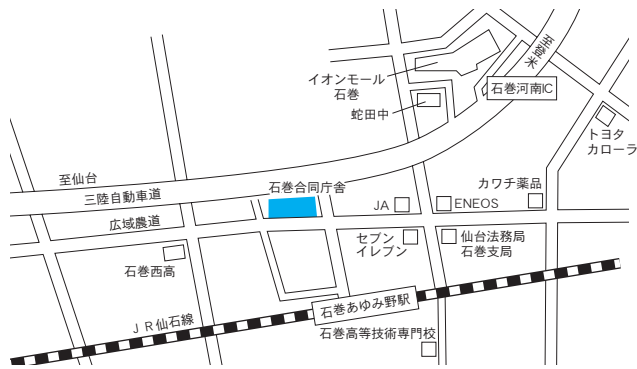 至登米
イオンモール
石巻
石巻河南IC
蛇田中
トヨタ
カローラ
至仙台
三陸自動車道
石巻合同庁舎
カワチ薬品
JA
ENEOS
広域農道
セブン
イレブン
仙台法務局
石巻支局
石巻西高
石巻あゆみ野駅
JR仙石線
石巻高等技術専門校